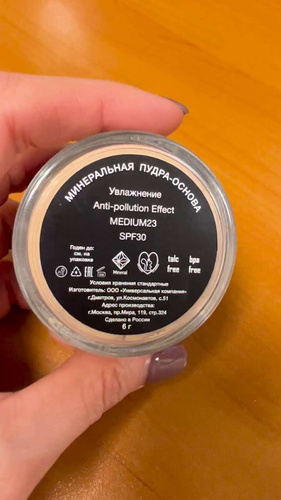 МИНЕРАЛЬНАЯ ПУДРА-ОСНОВА
Увлажнение
Anti-pollution Effect
MEDIUM23
SPF30
Годен до:
см. на
упаковке
Mineral
talc
free
bpa
free
Условия хранения стандартные
Изготовитель: ООО «Универсальная компания»
г.Дмитров, ул.Космонавтов, с.51
Адрес производства:
г.Москва, пр.Мира, 119, стр.324
Сделано в России
6 г